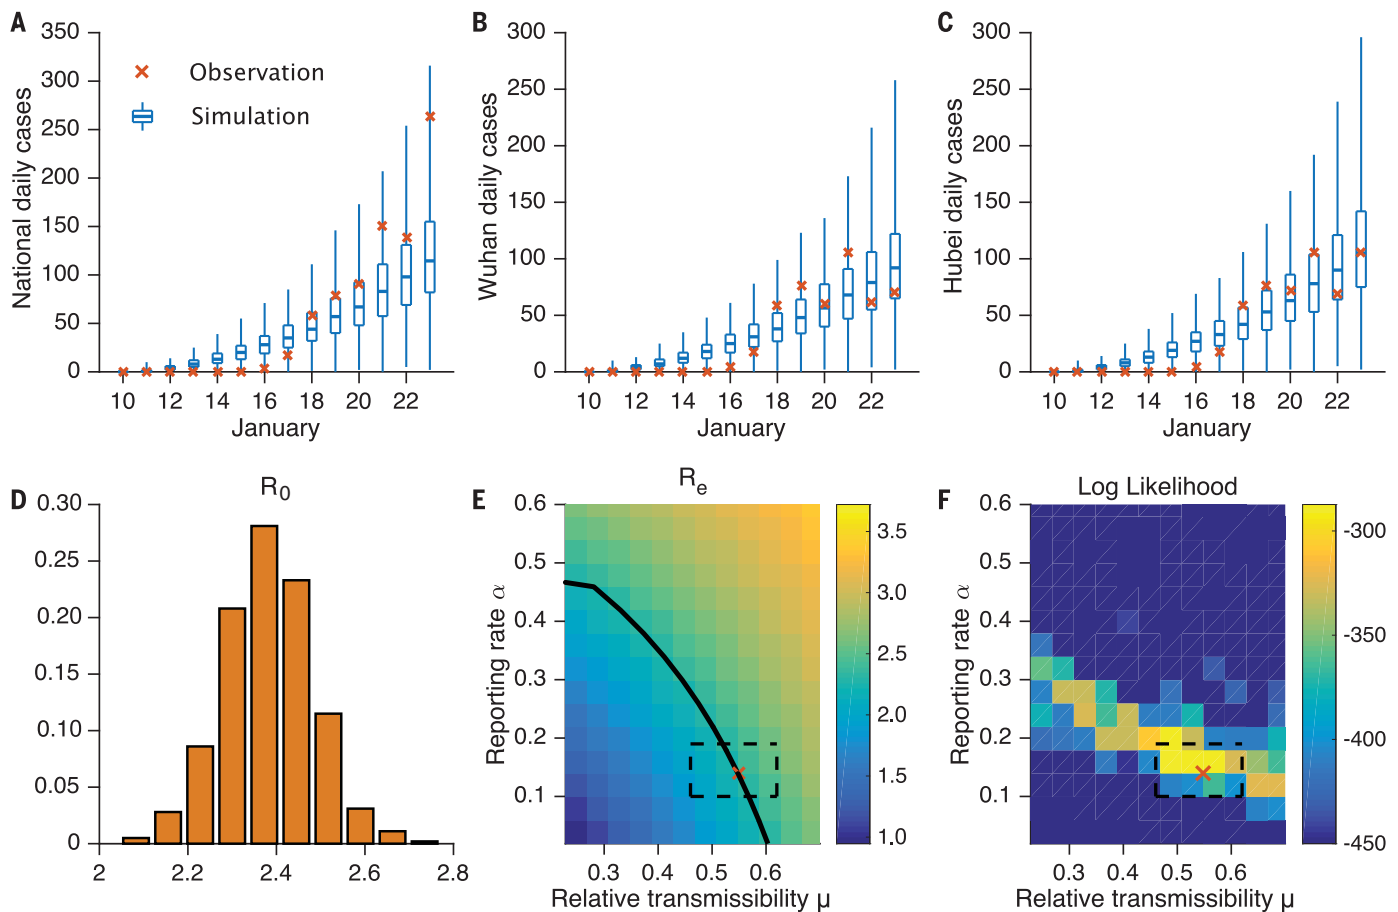 A
National daily cases
350
300
250
200
150
100
50
0
Observation
Simulation
10 12 14 16 18 20 22
January
B
Wuhan daily cases
300
250
200
150
100
50
0
10 12 14 16 18 20 22
January
C
Hubei daily cases
300
250
200
150
100
50
0
10 12 14 16 18 20 22
January
D
R0
0.30
0.25
0.20
0.15
0.10
0.05
0
2 2.2 2.4 2.6 2.8
E
Re
Reporting rate α
0.6
0.5
0.4
0.3
0.2
0.1
0.3 0.4 0.5 0.6
Relative transmissibility μ
3.5
3.0
2.5
2.0
1.5
1.0
F
Log Likelihood
Reporting rate α
0.6
0.5
0.4
0.3
0.2
0.1
0.3 0.4 0.5 0.6
Relative transmissibility μ
-300
-350
-400
-450